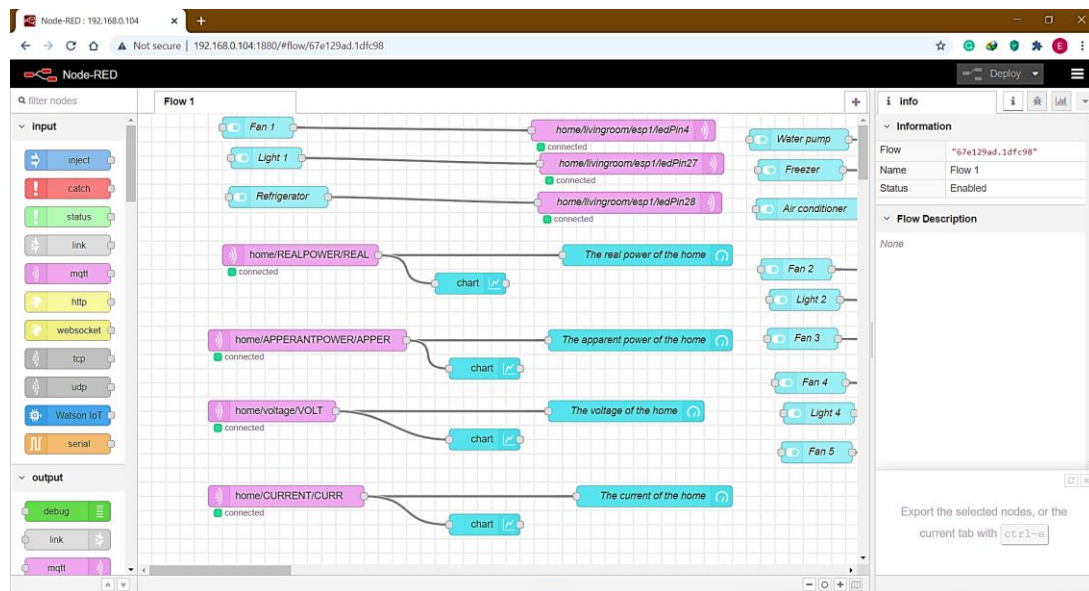 Node-RED : 192.168.0.104
Not secure | 192.168.0.104:1880/#flow/67e129ad.1dfc98
E
Node-RED
Deploy
filter nodes
Flow 1
i info
i
input
inject
catch
status
link
mqtt
http
websocket
tcp
udp
Watson IoT
serial
output
debug
link
mqtt
Fan 1
home/livingroom/esp1/ledPin4
connected
Light 1
home/livingroom/esp1/ledPin27
connected
Refrigerator
home/livingroom/esp1/ledPin28
connected
home/REALPOWER/REAL
connected
The real power of the home
chart
home/APPERANTPOWER/APPER
connected
The apparent power of the home
chart
home/voltage/VOLT
connected
The voltage of the home
chart
home/CURRENT/CURR
connected
The current of the home
chart
Water pump
Freezer
Air conditioner
Fan 2
Light 2
Fan 3
Fan 4
Light 4
Fan 5
Information
Flow "67e129ad.1dfc98"
Name Flow 1
Status Enabled
Flow Description
None
Export the selected nodes, or the
current tab with ctrl-e